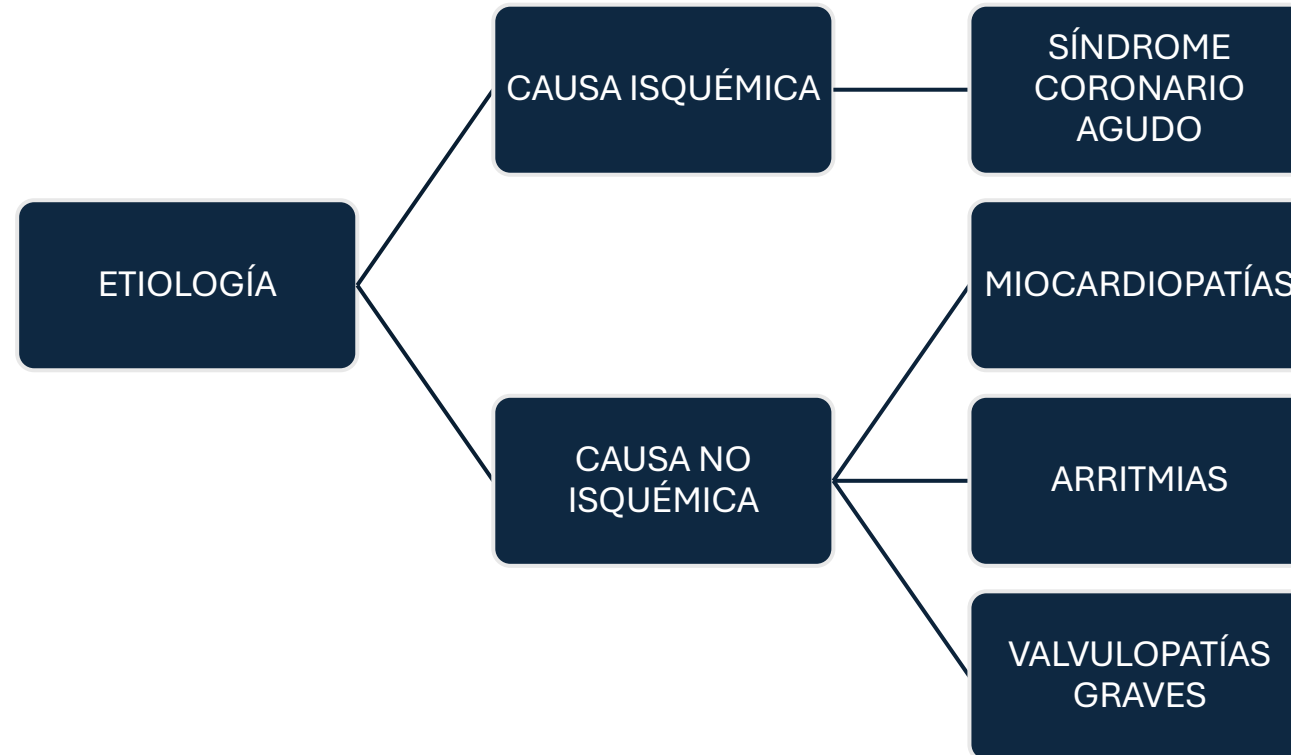 ETIOLOGÍA
CAUSA ISQUÉMICA
SÍNDROME
CORONARIO
AGUDO
CAUSA NO
ISQUÉMICA
MIOCARDIOPATÍAS
ARRITMIAS
VALVULOPATÍAS
GRAVES